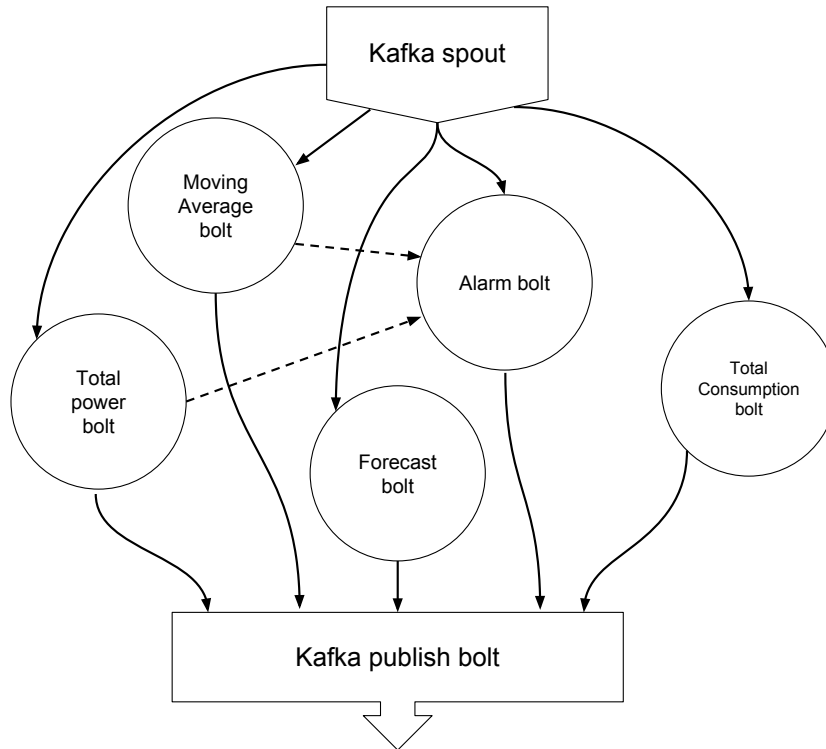 Kafka spout
Moving
Average
bolt
Alarm bolt
Total
power
bolt
Total
Consumption
bolt
Forecast
bolt
Kafka publish bolt